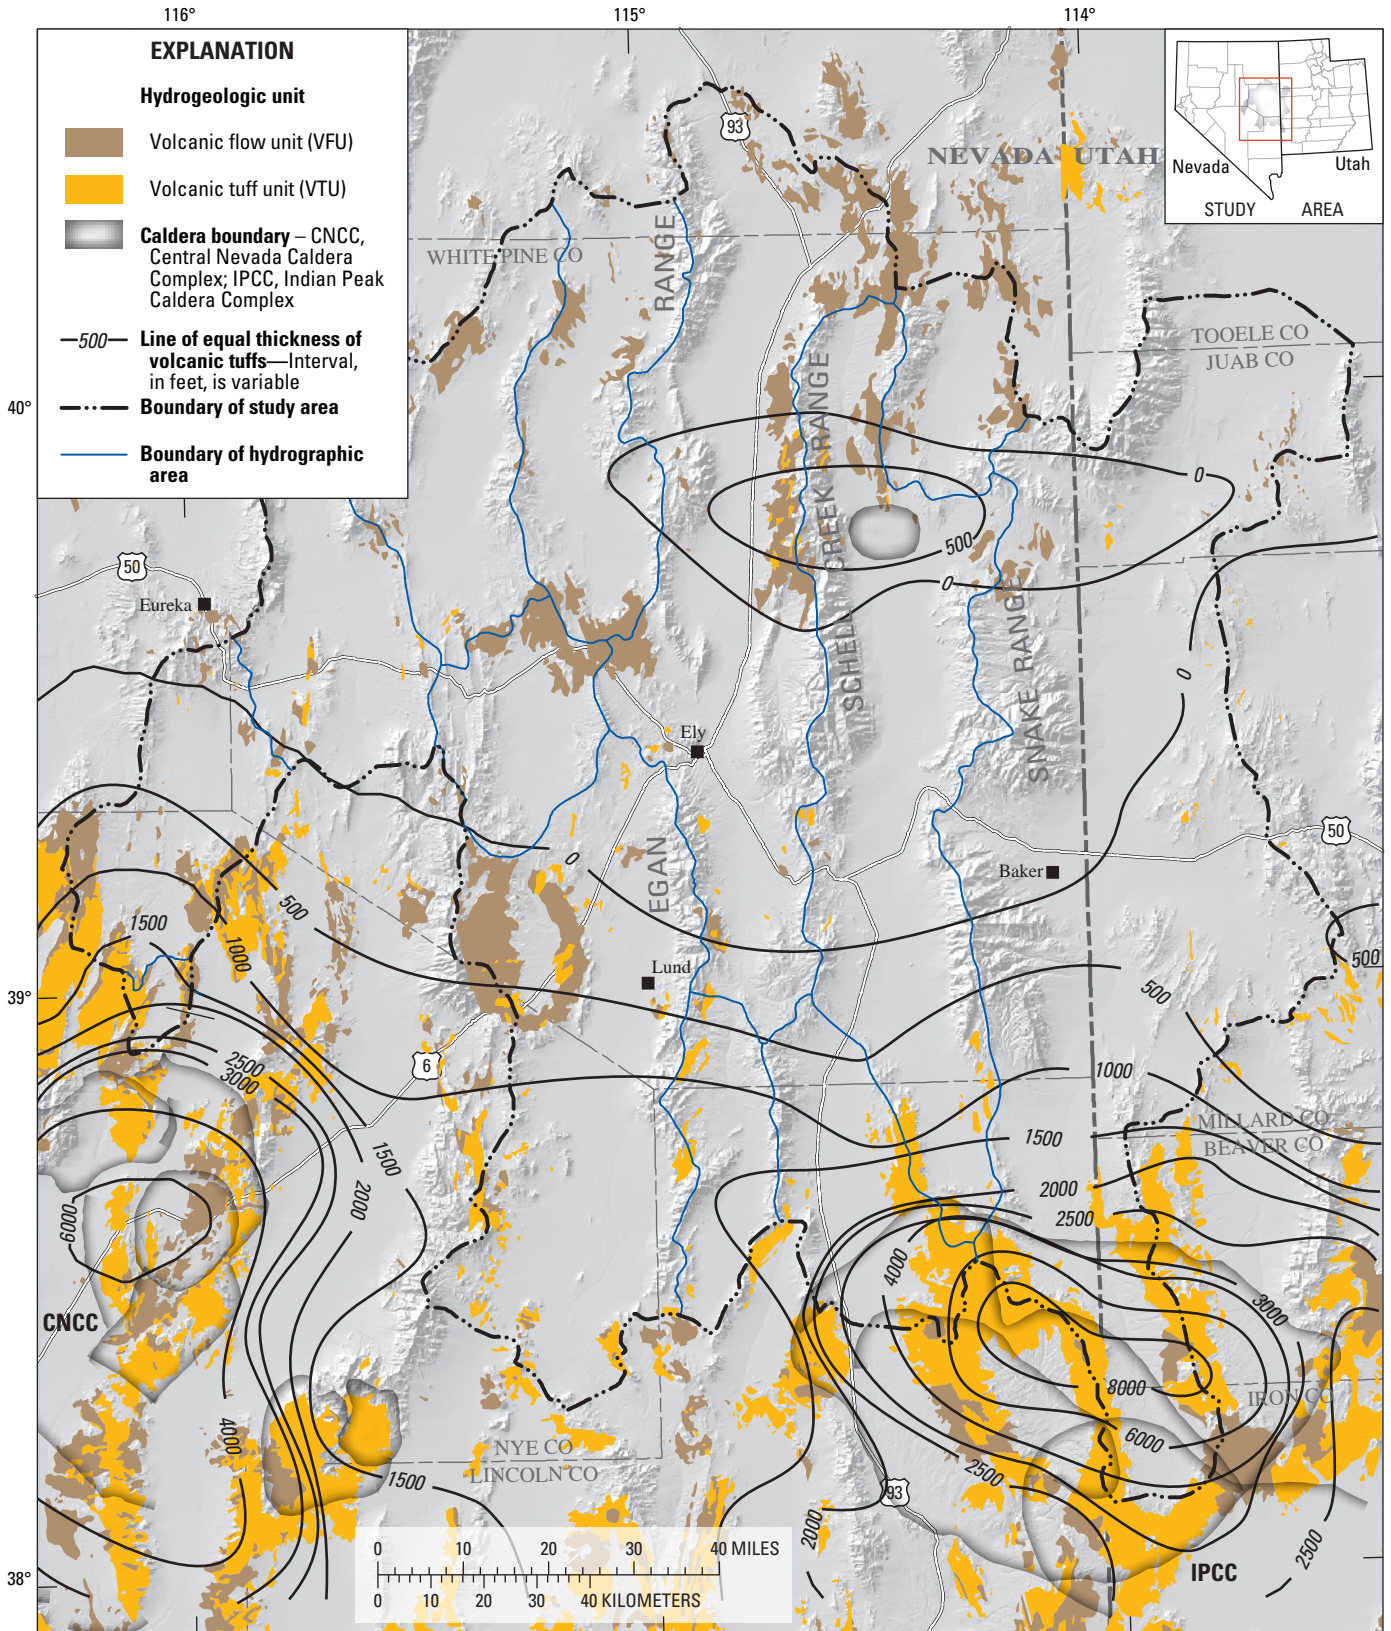 116°
115°
114°
EXPLANATION
Hydrogeologic unit
Volcanic flow unit (VFU)
Volcanic tuff unit (VTU)
Caldera boundary – CNCC,
Central Nevada Caldera
Complex; IPCC, Indian Peak
Caldera Complex
—500— Line of equal thickness of
volcanic tuffs—Interval,
in feet, is variable
Boundary of study area
Boundary of hydrographic
area
Nevada
Utah
STUDY AREA
93
NEVADA UTAH
WHITE PINE CO
RANGE
TOOELE CO
JUAB CO
40°
SCHELL CREEK RANGE
0
500
0
50
Eureka
SNAKE RANGE
0
Ely
50
0
EGAN
Baker
500
1500
1000
500
Lund
500
39°
2500
3000
6
1000
MILLARD CO
BEAVER CO
1500
1500
2000
2000
2500
6000
4000
3000
CNCC
8000
IRON CO
4000
6000
NYE CO
LINCOLN CO
1500
2500
93
2000
2500
IPCC
38°
0 10 20 30 40 MILES
0 10 20 30 40 KILOMETERS